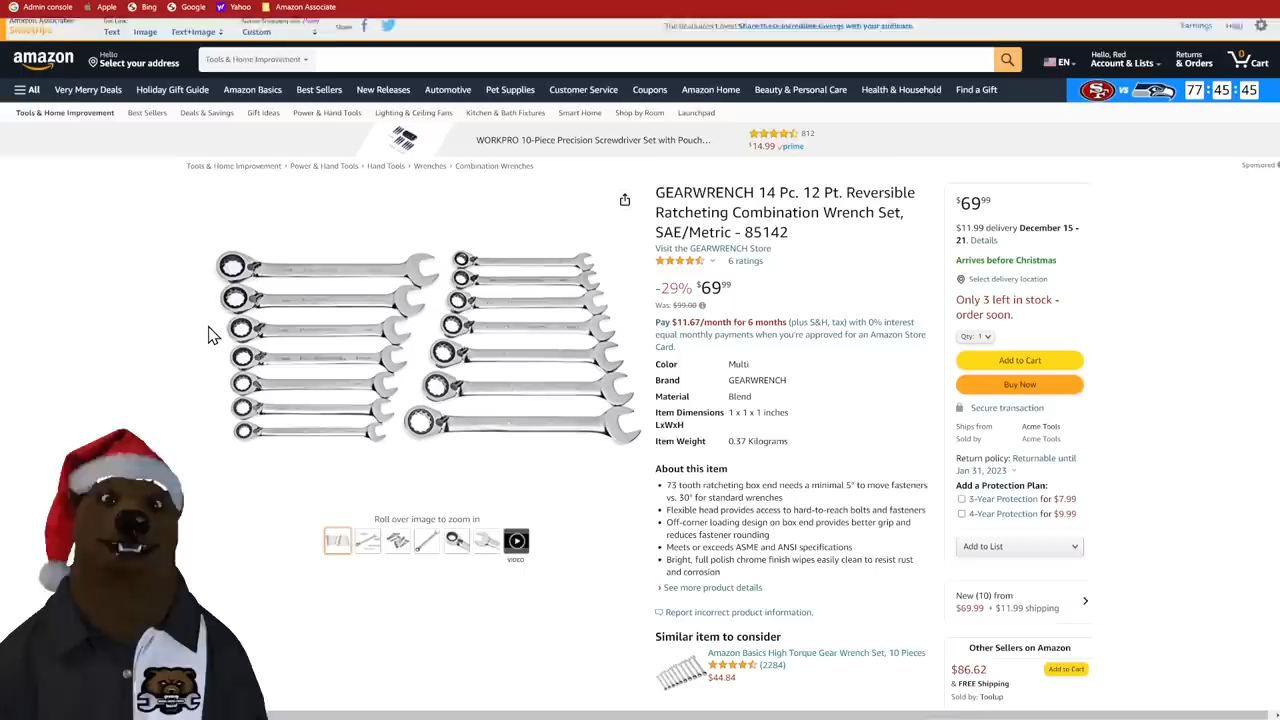 Admin console Apple Bing Google Yahoo Amazon Associate
Text Image Text+Image Custom Share Earnings
amazon Hello Select your address Tools & Home Improvement EN Hello, Red Account & Lists Returns & Orders 0 Cart
All Very Merry Deals Holiday Gift Guide Amazon Basics Best Sellers New Releases Automotive Pet Supplies Customer Service Coupons Amazon Home Beauty & Personal Care Health & Household Find a Gift VS 77 : 45 : 45
Tools & Home Improvement Best Sellers Deals & Savings Gift Ideas Power & Hand Tools Lighting & Ceiling Fans Kitchen & Bath Fixtures Smart Home Shop by Room Launchpad
WORKPRO 10-Piece Precision Screwdriver Set with Pouch... 812
$14.99 prime
Tools & Home Improvement › Power & Hand Tools › Hand Tools › Wrenches › Combination Wrenches
Sponsored
GEARWRENCH 14 Pc. 12 Pt. Reversible
Ratcheting Combination Wrench Set,
SAE/Metric - 85142
Visit the GEARWRENCH Store
6 ratings
-29% $69 99
Was: $99.00
Pay $11.67/month for 6 months (plus S&H, tax) with 0% interest
equal monthly payments when you're approved for an Amazon Store
Card.
Color Multi
Brand GEARWRENCH
Material Blend
Item Dimensions 1 x 1 x 1 inches
LxWxH
Item Weight 0.37 Kilograms
About this item
• 73 tooth ratcheting box end needs a minimal 5° to move fasteners
vs. 30° for standard wrenches
• Flexible head provides access to hard-to-reach bolts and fasteners
• Off-corner loading design on box end provides better grip and
reduces fastener rounding
• Meets or exceeds ASME and ANSI specifications
• Bright, full polish chrome finish wipes easily clean to resist rust
and corrosion
› See more product details
Report incorrect product information.
Similar item to consider
Amazon Basics High Torque Gear Wrench Set, 10 Pieces
(2284)
$44.84
Roll over image to zoom in
VIDEO
$69 99
$11.99 delivery December 15 -
21. Details
Arrives before Christmas
Select delivery location
Only 3 left in stock -
order soon.
Qty: 1
Add to Cart
Buy Now
Secure transaction
Ships from Acme Tools
Sold by Acme Tools
Return policy: Returnable until
Jan 31, 2023
Add a Protection Plan:
3-Year Protection for $7.99
4-Year Protection for $9.99
Add to List
New (10) from
$69.99 + $11.99 shipping
Other Sellers on Amazon
$86.62 Add to Cart
& FREE Shipping
Sold by: Toolup